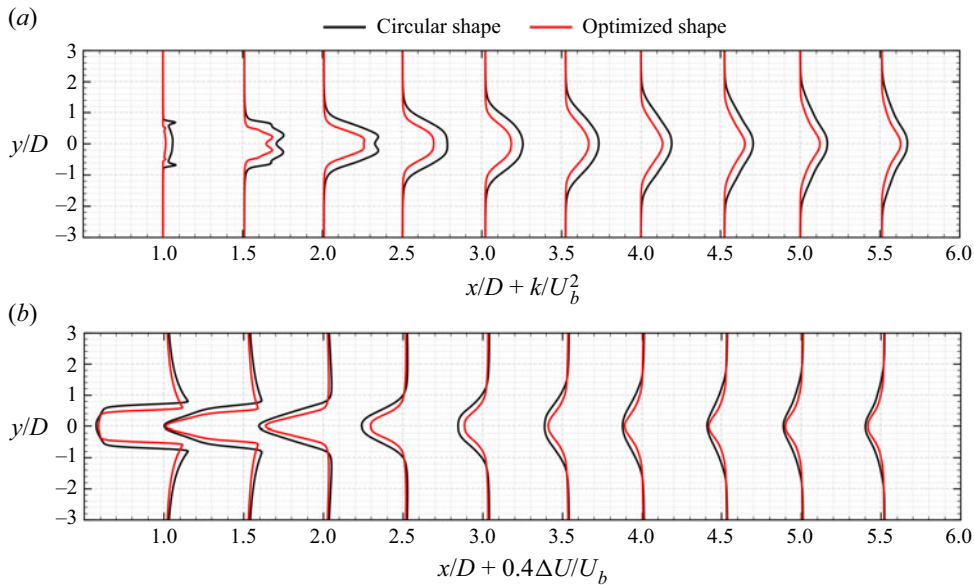 (a)
Circular shape Optimized shape
3
2
1
y/D 0
–1
–2
–3
1.0 1.5 2.0 2.5 3.0 3.5 4.0 4.5 5.0 5.5 6.0
x/D + k/U_b^2
(b)
3
2
1
y/D 0
–1
–2
–3
1.0 1.5 2.0 2.5 3.0 3.5 4.0 4.5 5.0 5.5 6.0
x/D + 0.4ΔU/U_b